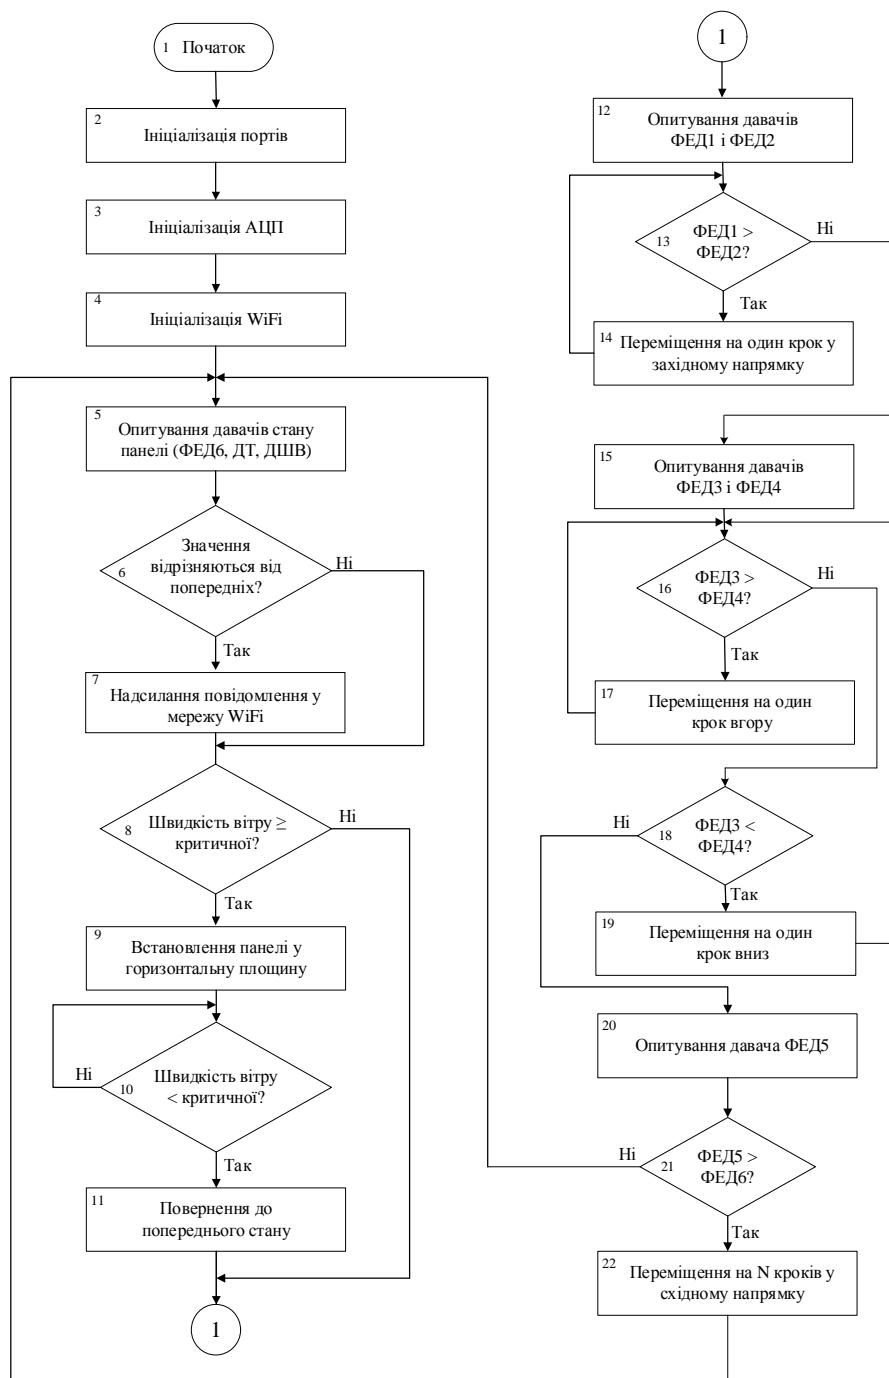 1 Початок
2
Ініціалізація портів
3
Ініціалізація АЦП
4
Ініціалізація WiFi
5
Опитування давачів стану
панелі (ФЕД6, ДТ, ДШВ)
Значення
6 відрізняються від
попередніх?
Ні
Так
7
Надсилання повідомлення у
мережу WiFi
8 Швидкість вітру ≥
критичної?
Ні
Так
9
Встановлення панелі у
горизонтальну площину
Ні
10 Швидкість вітру
< критичної?
Так
11
Повернення до
попереднього стану
1
1
12
Опитування давачів
ФЕД1 і ФЕД2
13 ФЕД1 >
ФЕД2?
Ні
Так
14 Переміщення на один крок у
західному напрямку
15
Опитування давачів
ФЕД3 і ФЕД4
16 ФЕД3 >
ФЕД4?
Ні
Так
17 Переміщення на один
крок вгору
Ні
18 ФЕД3 <
ФЕД4?
Так
19 Переміщення на один
крок вниз
20
Опитування давача ФЕД5
Ні
21 ФЕД5 >
ФЕД6?
Так
22 Переміщення на N кроків у
східному напрямку